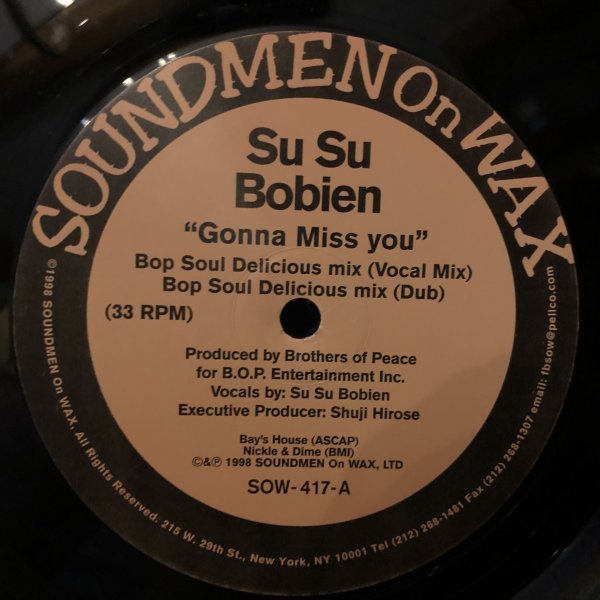 SOUNDMEN On WAX
Su Su
Bobien
“Gonna Miss you”
Bop Soul Delicious mix (Vocal Mix)
Bop Soul Delicious mix (Dub)
(33 RPM)
Produced by Brothers of Peace
for B.O.P. Entertainment Inc.
Vocals by: Su Su Bobien
Executive Producer: Shuji Hirose
Bay's House (ASCAP)
Nickle & Dime (BMI)
©&℗ 1998 SOUNDMEN On WAX, LTD
SOW-417-A
©1998 SOUNDMEN On WAX. All Rights Reserved. 215 W. 29th St., New York, NY 10001 Tel (212) 268-1481 Fax (212) 268-1307 email: fbsow@pellco.com